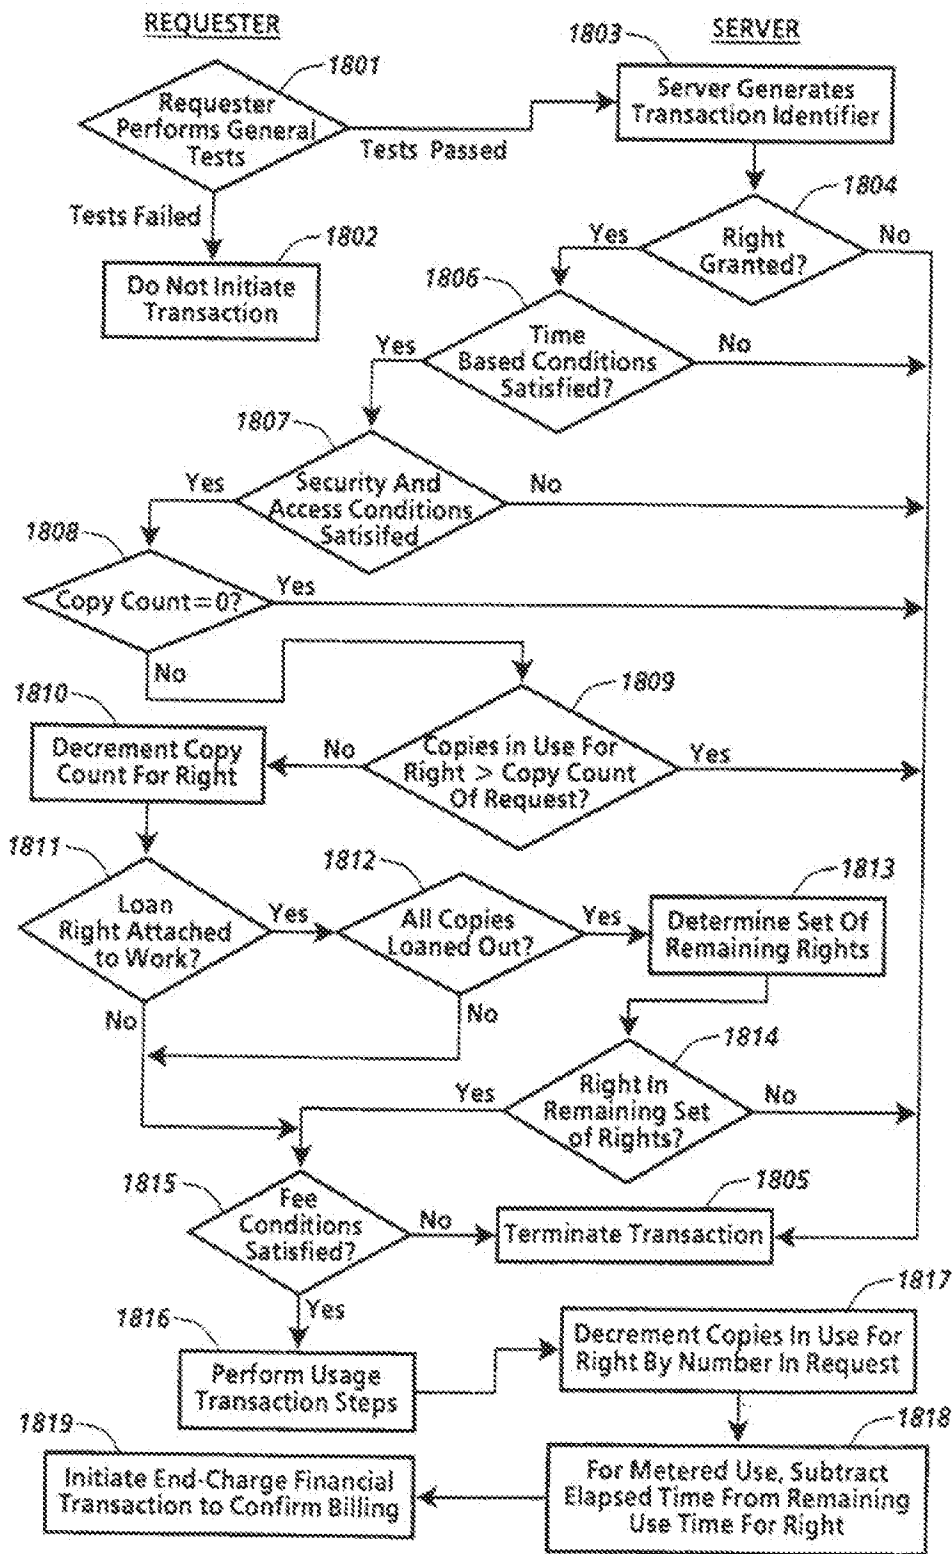 REQUESTER
SERVER
1801
1803
Requester
Performs General
Tests
Server Generates
Transaction Identifier
Tests Passed
Tests Failed
1802
1804
Do Not Initiate
Transaction
Yes
Right
Granted?
No
1806
Yes
Time
Based Conditions
Satisfied?
No
1807
Yes
Security And
Access Conditions
Satisifed
No
1808
Copy Count=0?
Yes
No
1809
1810
Decrement Copy
Count For Right
No
Copies in Use For
Right > Copy Count
Of Request?
Yes
1811
1812
1813
Loan
Right Attached
to Work?
Yes
All Copies
Loaned Out?
Yes
Determine Set Of
Remaining Rights
No
No
1814
Yes
Right In
Remaining Set
of Rights?
No
1815
1805
Fee
Conditions
Satisfied?
No
Terminate Transaction
Yes
1816
1817
Perform Usage
Transaction Steps
Decrement Copies In Use For
Right By Number In Request
1819
1818
Initiate End-Charge Financial
Transaction to Confirm Billing
For Metered Use, Subtract
Elapsed Time From Remaining
Use Time For Right